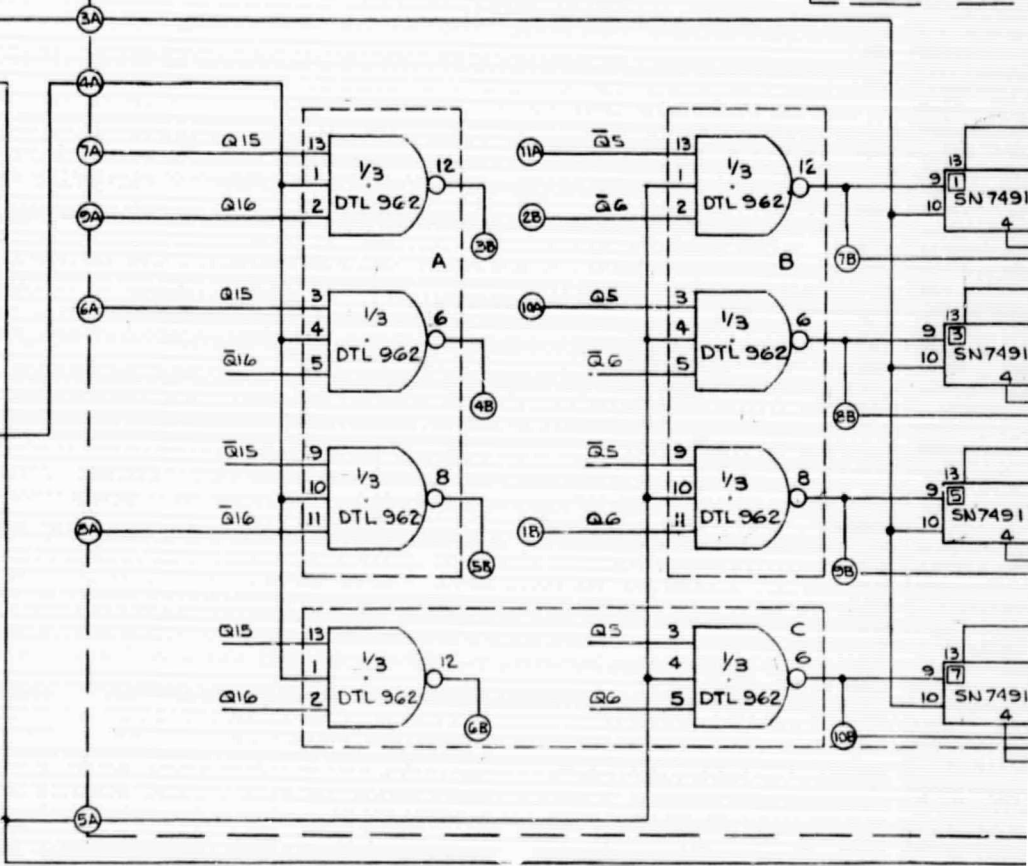 3A
4A
7A Q15 13 1 Q16 2 1/3 DTL 962 12 3B
9A
A
11A Q̅5 13 1 2B Q̅6 2 1/3 DTL 962 12 7B
B
13 9 1 10 SN7491 4
6A Q15 3 4 Q̅16 5 1/3 DTL 962 6 4B
10A Q5 3 4 Q̅6 5 1/3 DTL 962 6 8B
13 9 3 10 SN7491 4
Q̅15 9 10 Q̅16 11 1/3 DTL 962 8 5B
8A
Q̅5 9 10 1B Q6 11 1/3 DTL 962 8 9B
13 9 5 10 SN7491 4
Q15 13 1 Q16 2 1/3 DTL 962 12 6B
Q5 3 4 Q6 5 1/3 DTL 962 C 6 10B
13 9 7 10 SN7491 4
5A